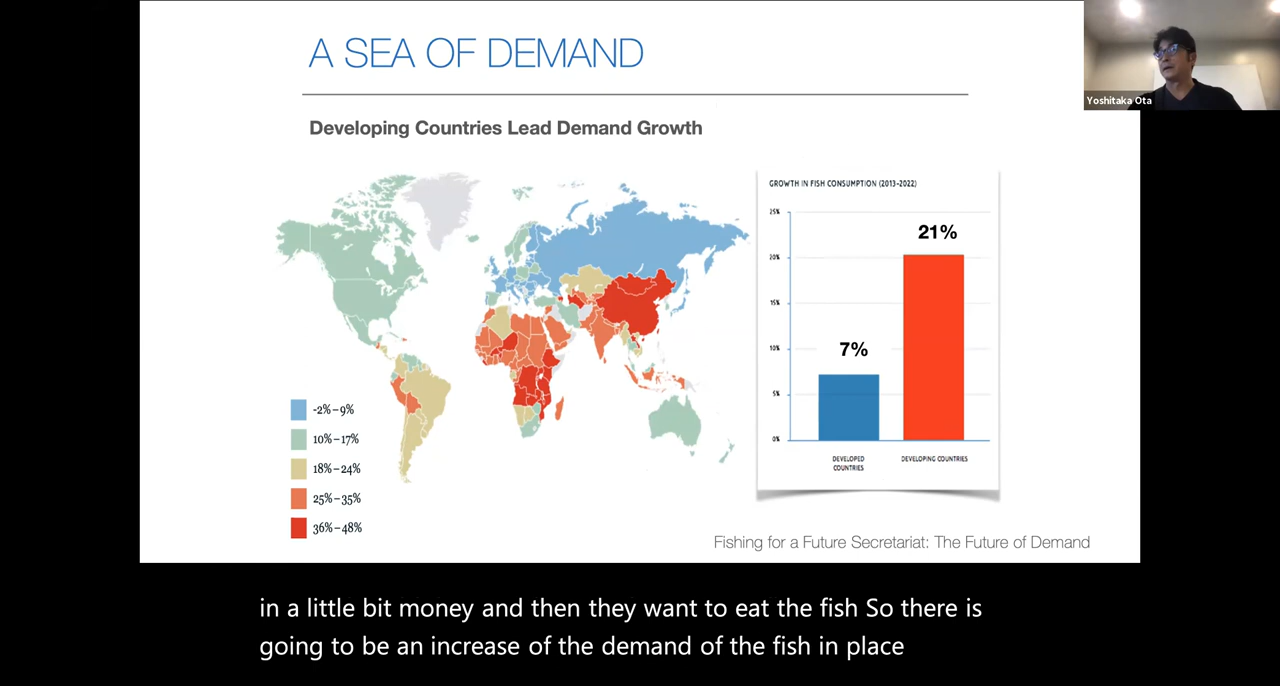 A SEA OF DEMAND
Yoshitaka Ota
Developing Countries Lead Demand Growth
GROWTH IN FISH CONSUMPTION (2013-2022)
25%
21%
20%
15%
10%
7%
5%
0%
DEVELOPED
COUNTRIES
DEVELOPING COUNTRIES
-2%–9%
10%–17%
18%–24%
25%–35%
36%–48%
Fishing for a Future Secretariat: The Future of Demand
in a little bit money and then they want to eat the fish So there is
going to be an increase of the demand of the fish in place